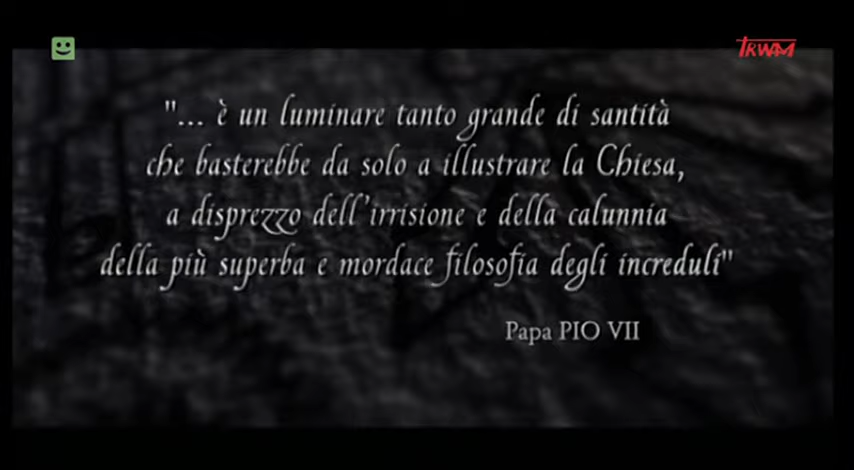 TRWAM
"... è un luminare tanto grande di santità
che basterebbe da solo a illustrare la Chiesa,
a disprezzo dell'irrisione e della calunnia
della più superba e mordace filosofia degli increduli"
Papa PIO VII